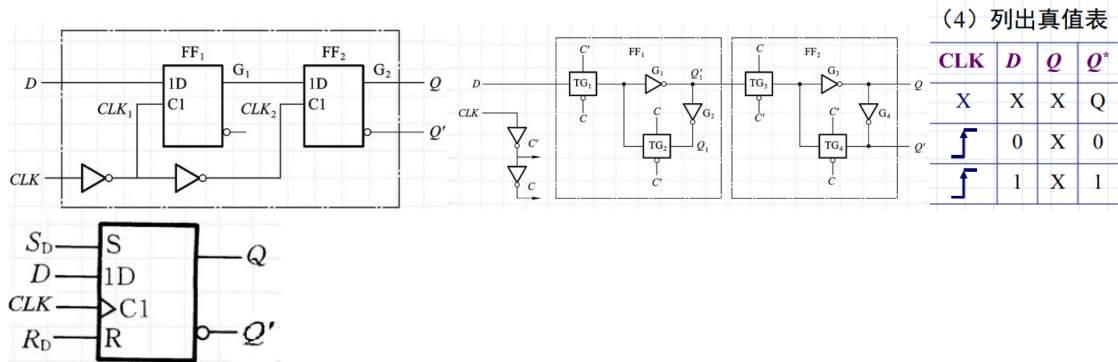 FF₁
FF₂
D
1D
G₁
1D
G₂
Q
CLK₁
C1
CLK₂
C1
Q'
CLK
FF₁
FF₂
C'
C
D
TG₁
G₁
Q₁'
TG₃
G₃
Q
C
C'
CLK
C'
C
G₂
C'
G₄
TG₂
Q₁
TG₄
Q'
C
C'
C
(4)列出真值表
CLK D Q Q*
X X X Q
0 X 0
1 X 1
S_D S Q
D 1D
CLK C1
R_D R Q'